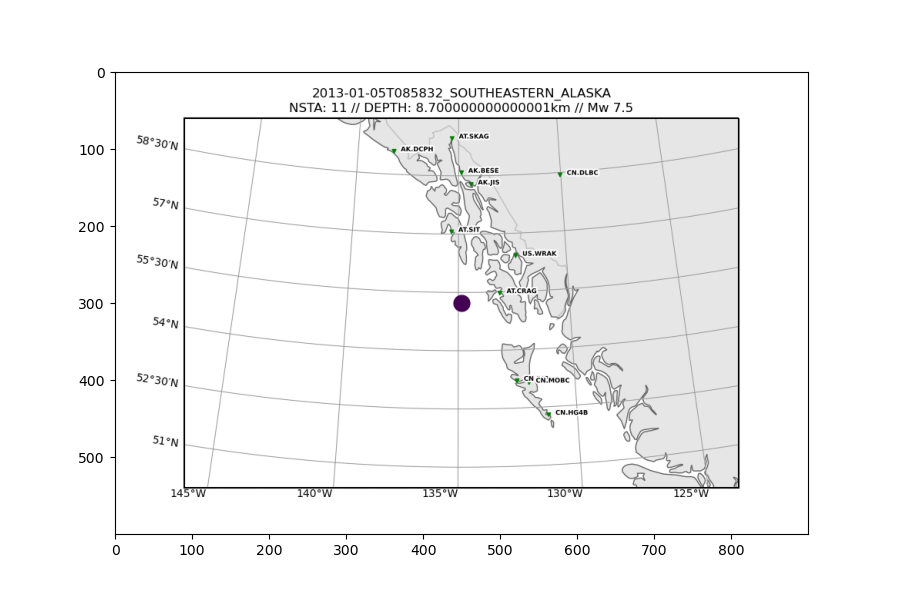 2013-01-05T085832_SOUTHEASTERN_ALASKA
NSTA: 11 // DEPTH: 8.700000000000001km // Mw 7.5
0
100
200
300
400
500
58°30'N
57°N
55°30'N
54°N
52°30'N
51°N
AT.SKAG
AK.DCPH
AK.BESE
CN.DLBC
AK.JIS
AT.SIT
US.WRAK
AT.CRAG
CN
CN.MOBC
CN.HG4B
145°W 140°W 135°W 130°W 125°W
0 100 200 300 400 500 600 700 800